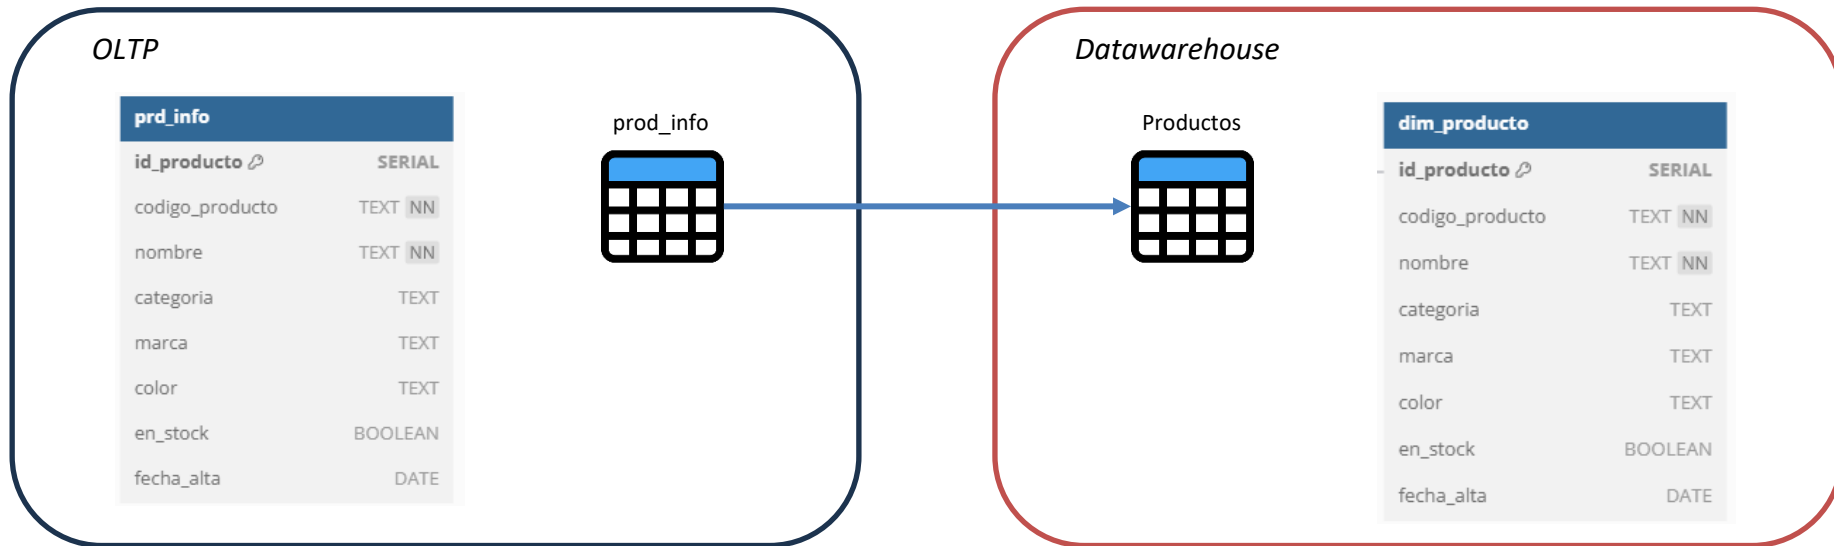 OLTP
prd_info
id_producto SERIAL
codigo_producto TEXT NN
nombre TEXT NN
categoria TEXT
marca TEXT
color TEXT
en_stock BOOLEAN
fecha_alta DATE
prod_info
Datawarehouse
Productos
dim_producto
id_producto SERIAL
codigo_producto TEXT NN
nombre TEXT NN
categoria TEXT
marca TEXT
color TEXT
en_stock BOOLEAN
fecha_alta DATE